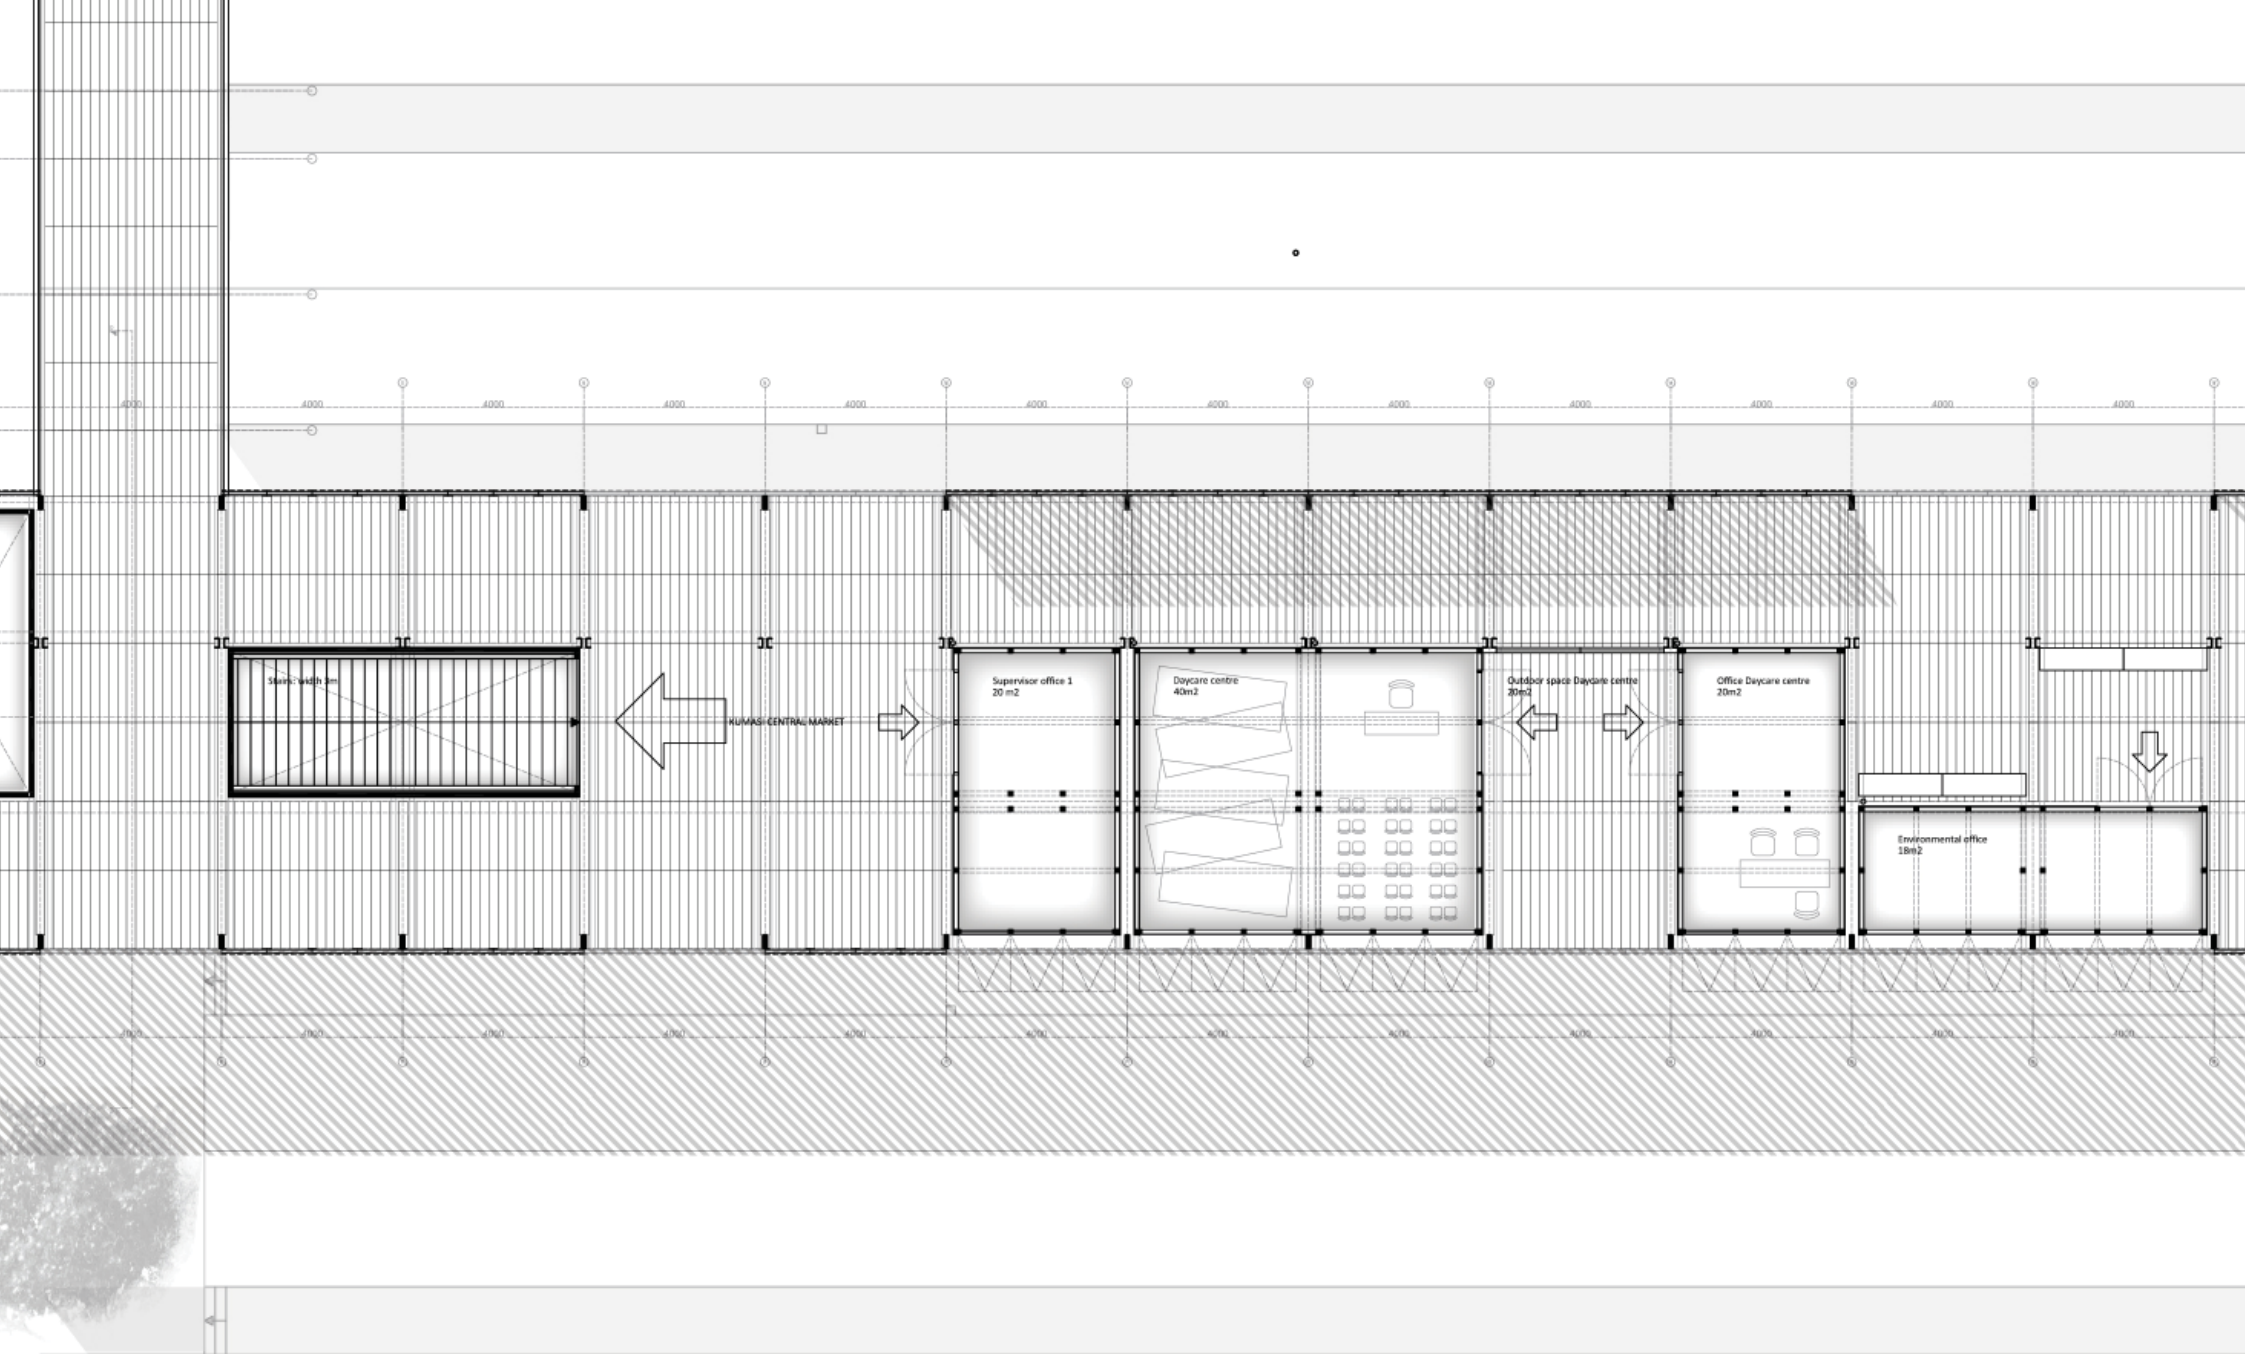 4000 4000 4000 4000 4000 4000 4000 4000 4000 4000 4000 4000
Stairs: width 3m
KUMASI CENTRAL MARKET
Supervisor office 1
20 m2
Daycare centre
40m2
Outdoor space Daycare centre
20m2
Office Daycare centre
20m2
Environmental office
18m2
4000 4000 4000 4000 4000 4000 4000 4000 4000 4000 4000 4000